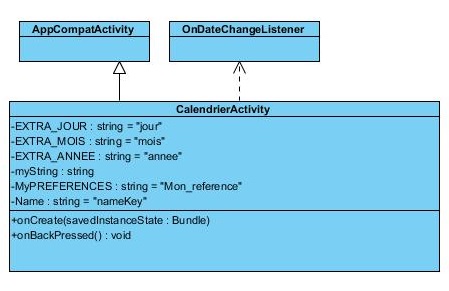 AppCompatActivity
OnDateChangeListener
CalendrierActivity
-EXTRA_JOUR : string = "jour"
-EXTRA_MOIS : string = "mois"
-EXTRA_ANNEE : string = "annee"
-myString : string
-MyPREFERENCES : string = "Mon_reference"
-Name : string = "nameKey"
+onCreate(savedInstanceState : Bundle)
+onBackPressed() : void